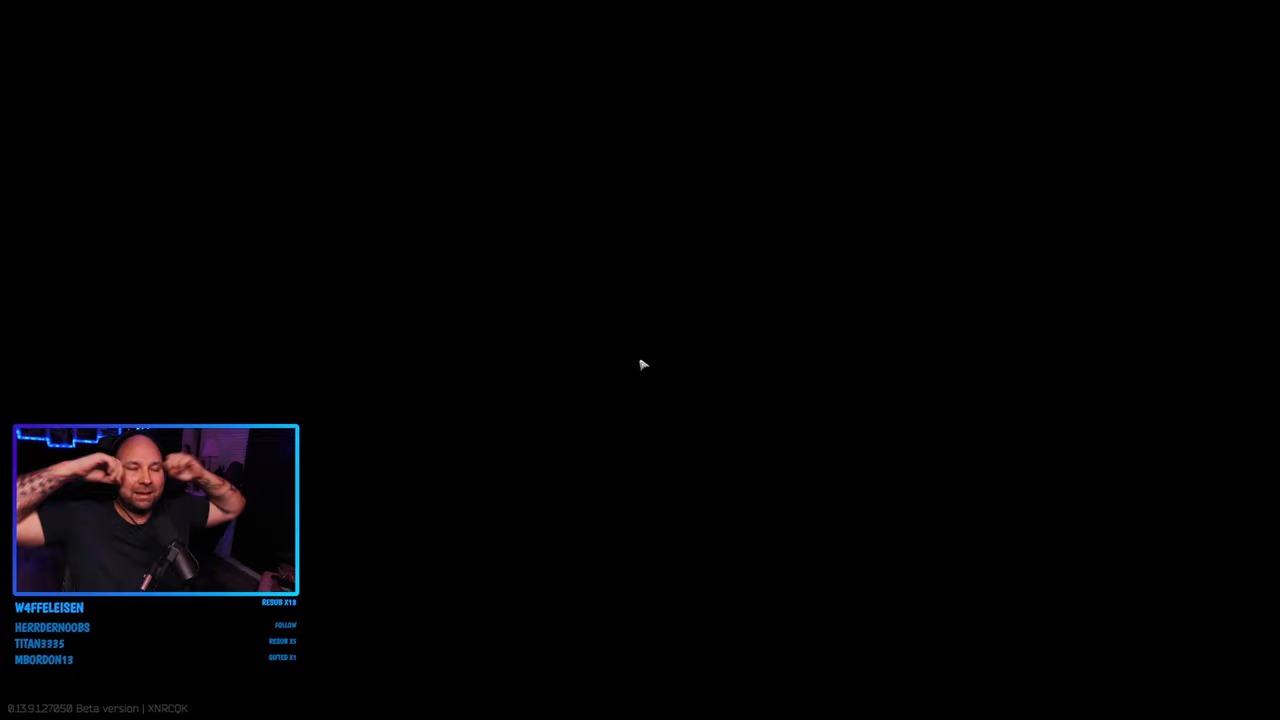 W4FFELEISEN RESUB X18
HERRDERNOOBS FOLLOW
TITAN3335 RESUB X5
MBORDON13 GIFTED X1
0.13.9.1.27050 Beta version | XNRCQK